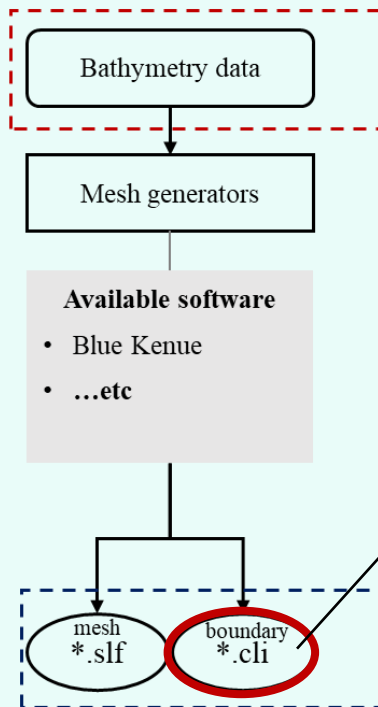 Bathymetry data
Mesh generators
Available software
• Blue Kenue
• ...etc
mesh
*.slf
boundary
*.cli